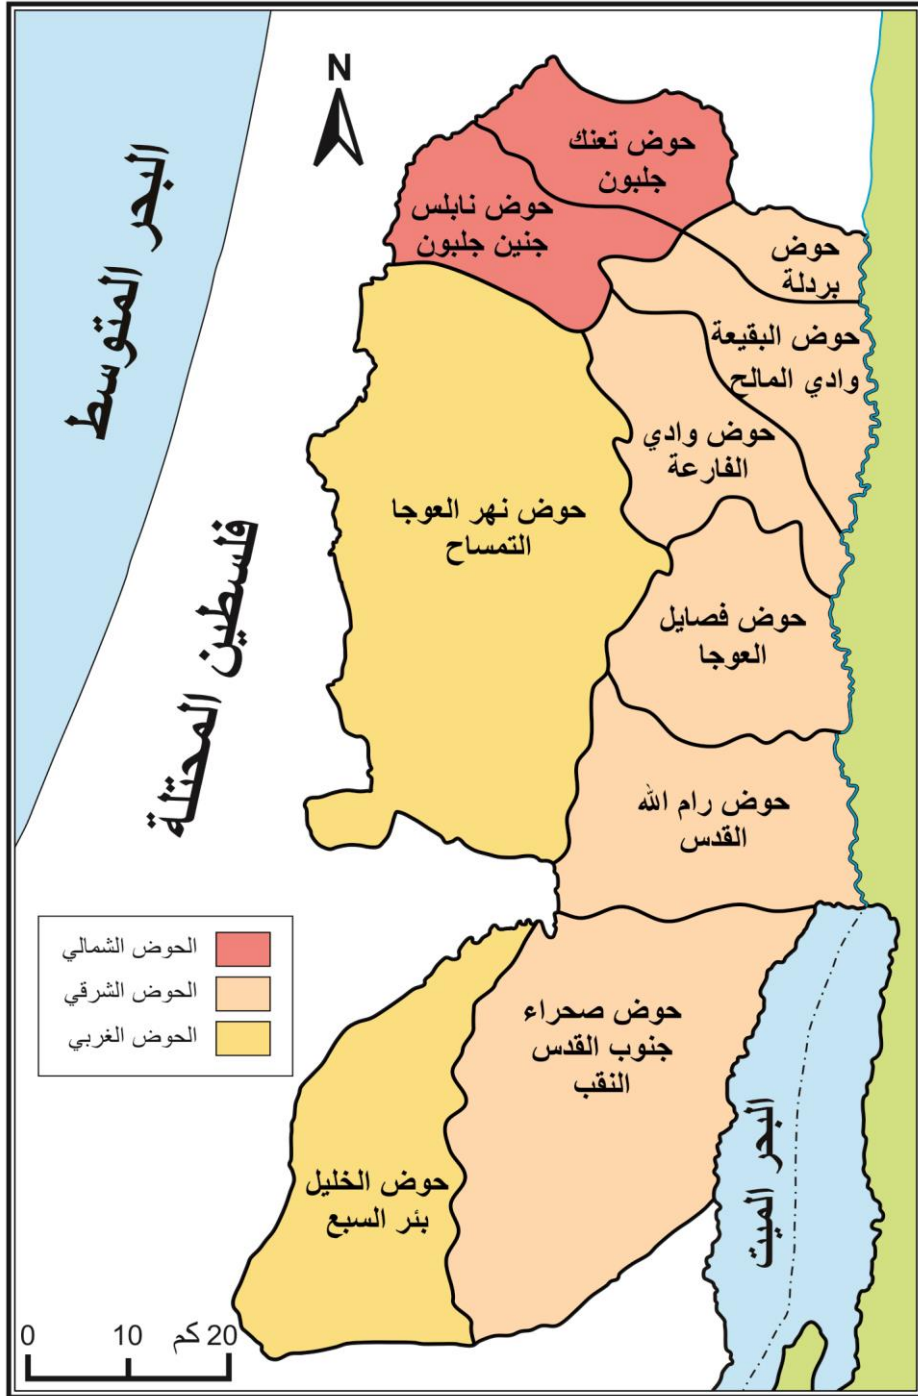 N
البحر المتوسط
فلسطين المحتلة
حوض تعنك
جلبون
حوض نابلس
جنين جلبون
حوض
بردلة
حوض البقيعة
وادي المالح
حوض وادي
الفارعة
حوض نهر العوجا
التمساح
حوض فصايل
العوجا
حوض رام الله
القدس
حوض صحراء
جنوب القدس
النقب
حوض الخليل
بئر السبع
البحر الميت
الحوض الشمالي
الحوض الشرقي
الحوض الغربي
0 10 20 كم